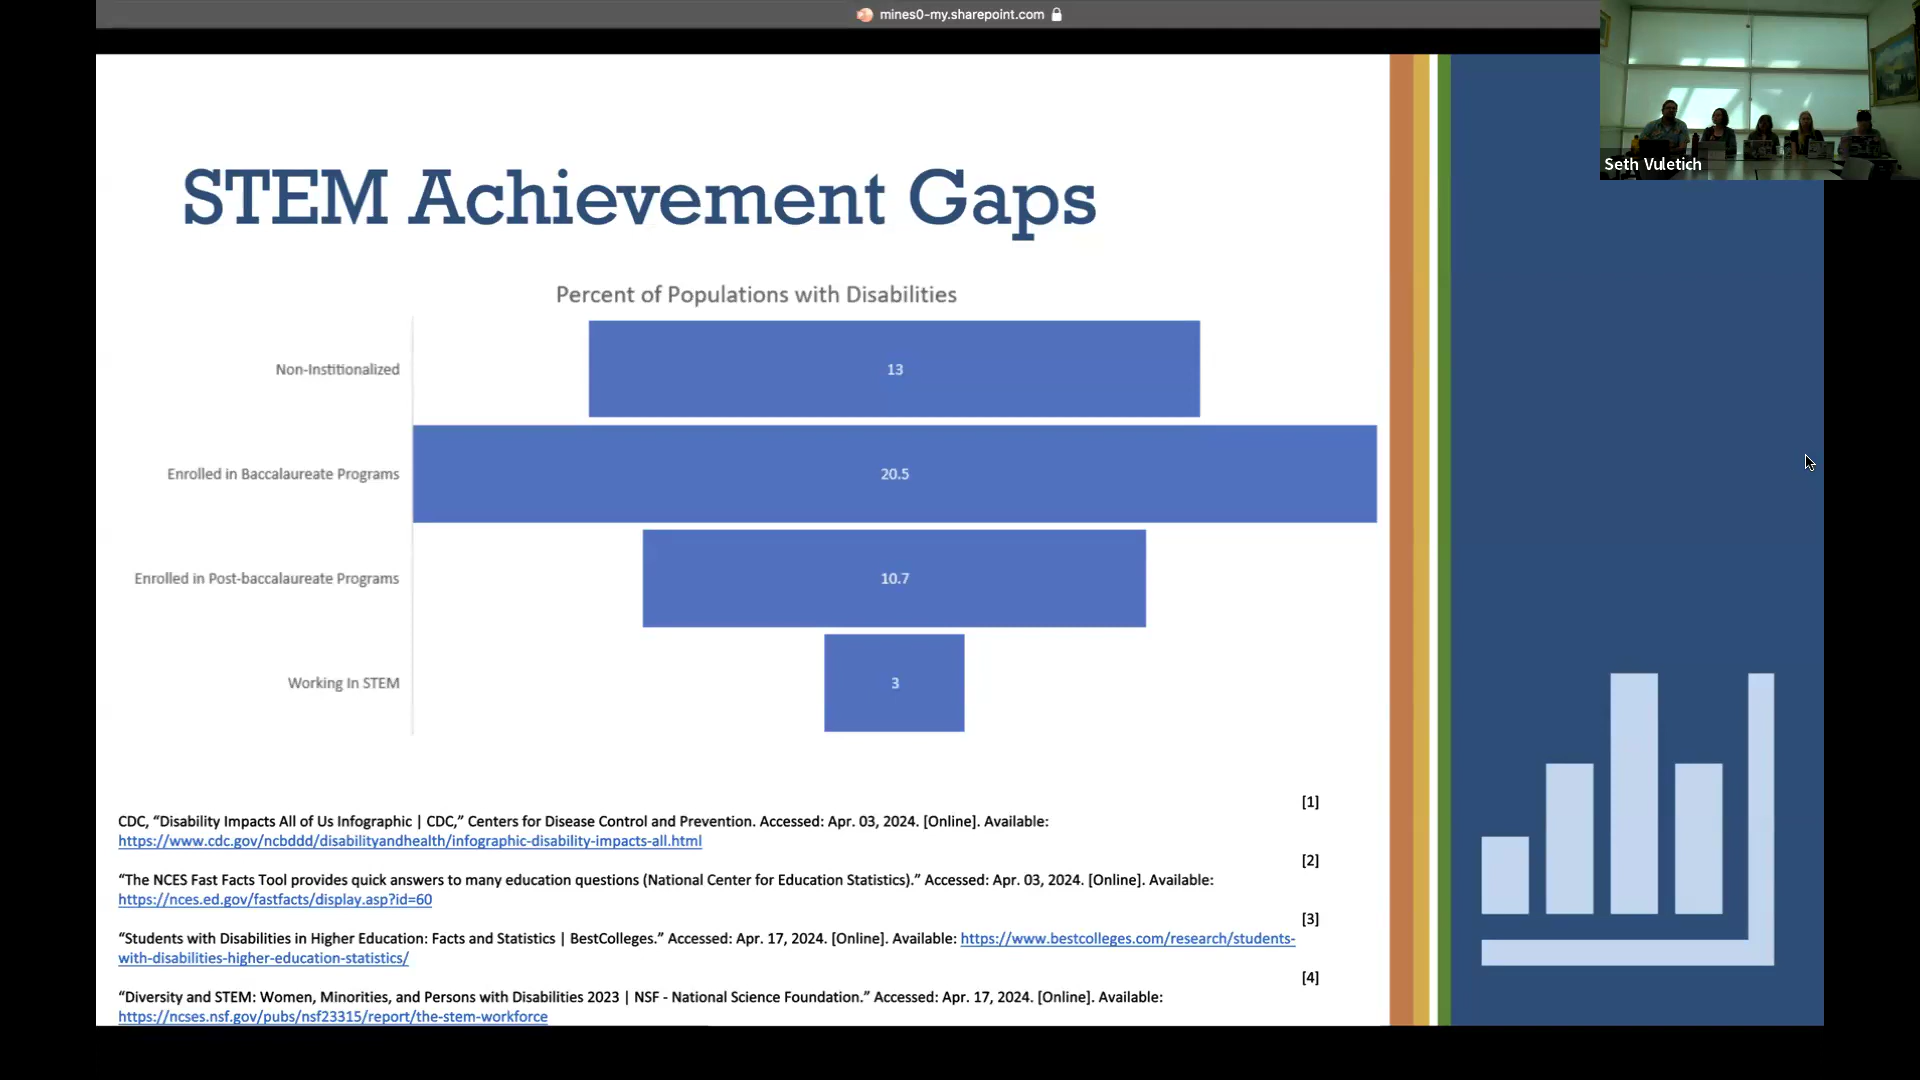 mines0-my.sharepoint.com
Seth Vuletich
STEM Achievement Gaps
Percent of Populations with Disabilities
Non-Institionalized
13
Enrolled in Baccalaureate Programs
20.5
Enrolled in Post-baccalaureate Programs
10.7
Working In STEM
3
[1]
CDC, “Disability Impacts All of Us Infographic | CDC,” Centers for Disease Control and Prevention. Accessed: Apr. 03, 2024. [Online]. Available:
https://www.cdc.gov/ncbddd/disabilityandhealth/infographic-disability-impacts-all.html
[2]
“The NCES Fast Facts Tool provides quick answers to many education questions (National Center for Education Statistics).” Accessed: Apr. 03, 2024. [Online]. Available:
https://nces.ed.gov/fastfacts/display.asp?id=60
[3]
“Students with Disabilities in Higher Education: Facts and Statistics | BestColleges.” Accessed: Apr. 17, 2024. [Online]. Available: https://www.bestcolleges.com/research/students-
with-disabilities-higher-education-statistics/
[4]
“Diversity and STEM: Women, Minorities, and Persons with Disabilities 2023 | NSF - National Science Foundation.” Accessed: Apr. 17, 2024. [Online]. Available:
https://ncses.nsf.gov/pubs/nsf23315/report/the-stem-workforce